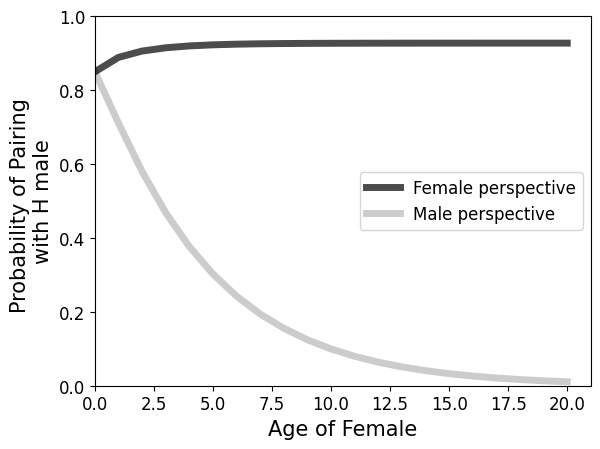 Probability of Pairing
with H male
1.0
0.8
0.6
0.4
0.2
0.0
Female perspective
Male perspective
0.0 2.5 5.0 7.5 10.0 12.5 15.0 17.5 20.0
Age of Female